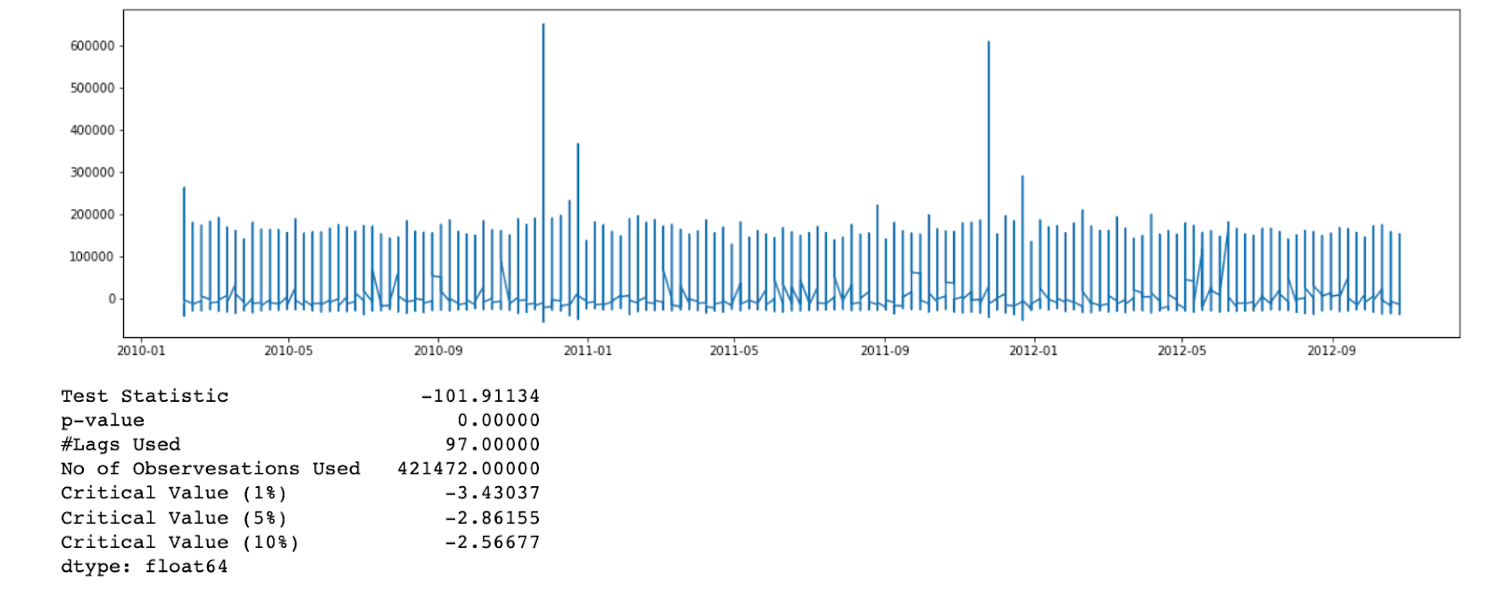 600000
500000
400000
300000
200000
100000
0
2010-01 2010-05 2010-09 2011-01 2011-05 2011-09 2012-01 2012-05 2012-09
Test Statistic -101.91134
p-value 0.00000
#Lags Used 97.00000
No of Observesations Used 421472.00000
Critical Value (1%) -3.43037
Critical Value (5%) -2.86155
Critical Value (10%) -2.56677
dtype: float64